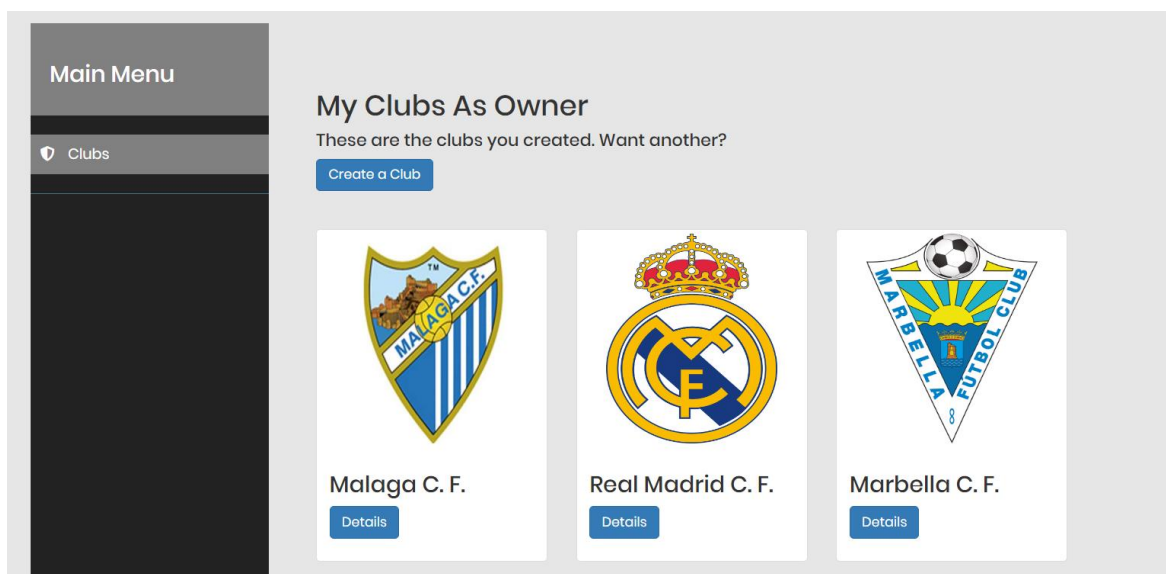 Main Menu
Clubs
My Clubs As Owner
These are the clubs you created. Want another?
Create a Club
TM
MALAGA C.F.
MARBELLA FÚTBOL CLUB
Malaga C. F.
Real Madrid C. F.
Marbella C. F.
Details
Details
Details